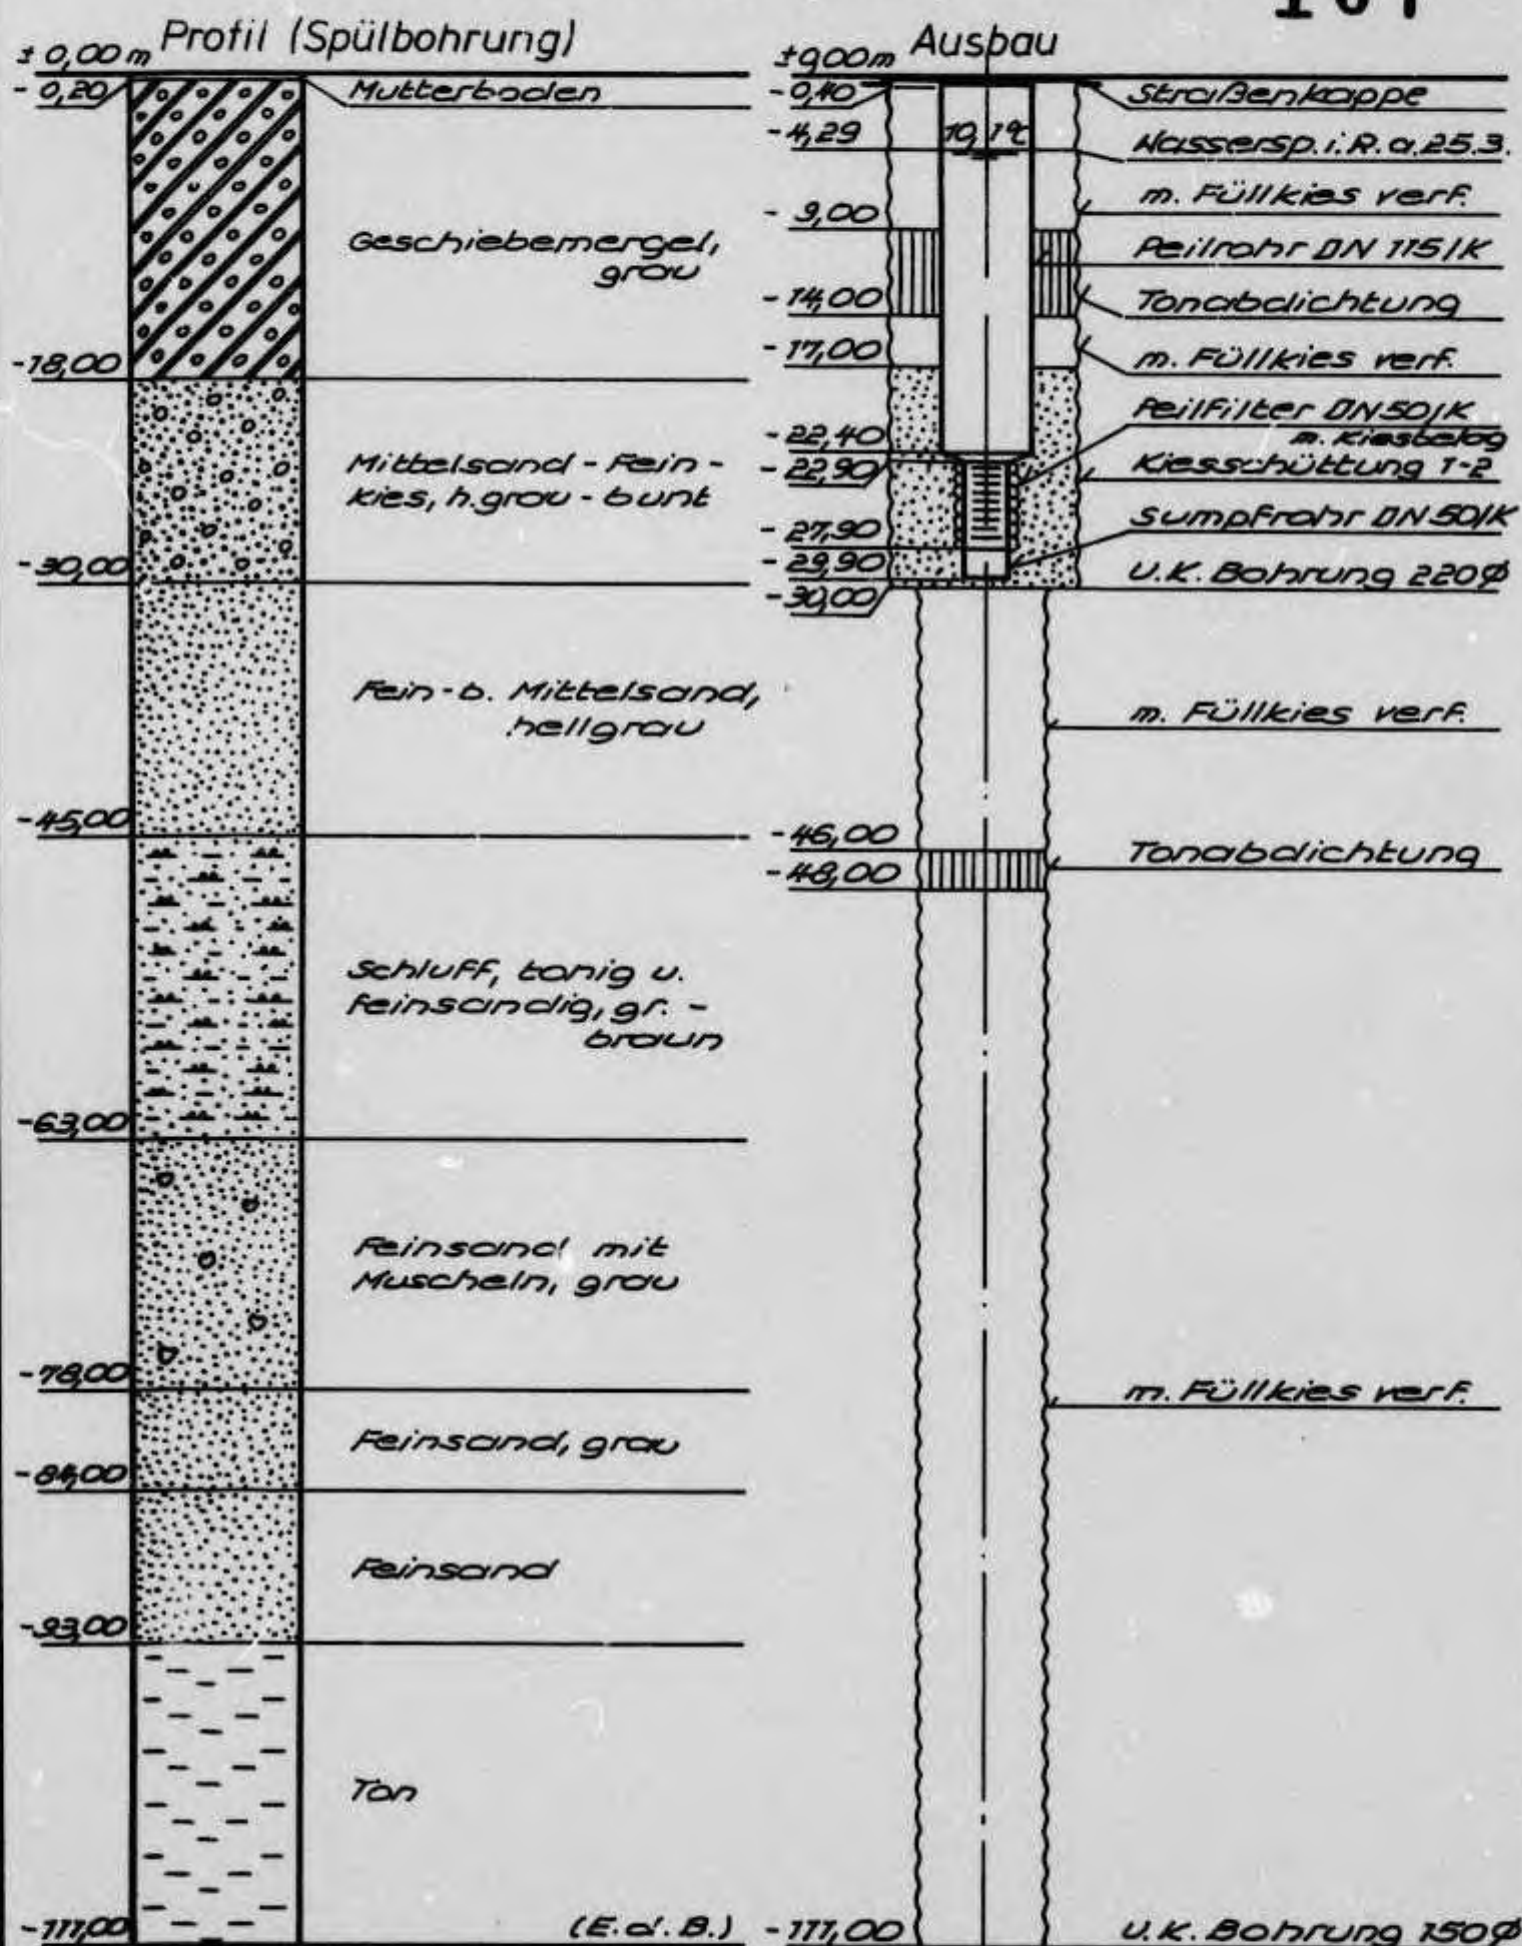 Profil (Spülbohrung)
± 0,00 m
- 0,20
Mutterboden
Geschiebemergel,
grau
-18,00
Mittelsand - Fein -
kies, h.grau - bunt
-30,00
Fein - b. Mittelsand,
hellgrau
-45,00
Schluff, tonig u.
feinsandig, gr. -
braun
-63,00
Feinsand mit
Muscheln, grau
-78,00
Feinsand, grau
-84,00
Feinsand
-93,00
Ton
-111,00
(E.d.B.)
Ausbau
±0,00 m
-0,40
Straßenkappe
-4,29
Wassersp. i. R. a. 25.3.
m. Füllkies verf.
- 9,00
Peilrohr DN 115/K
- 14,00
Tonabdichtung
- 17,00
m. Füllkies verf.
Peilfilter DN 50/K
m. Kiesbelag
-22,40
- 22,90
Kiesschüttung 1-2
- 27,90
Sumpfrohr DN 50/K
- 29,90
U.K. Bohrung 220 Ø
-30,00
m. Füllkies verf.
-46,00
Tonabdichtung
-48,00
m. Füllkies verf.
-111,00
U.K. Bohrung 150 Ø